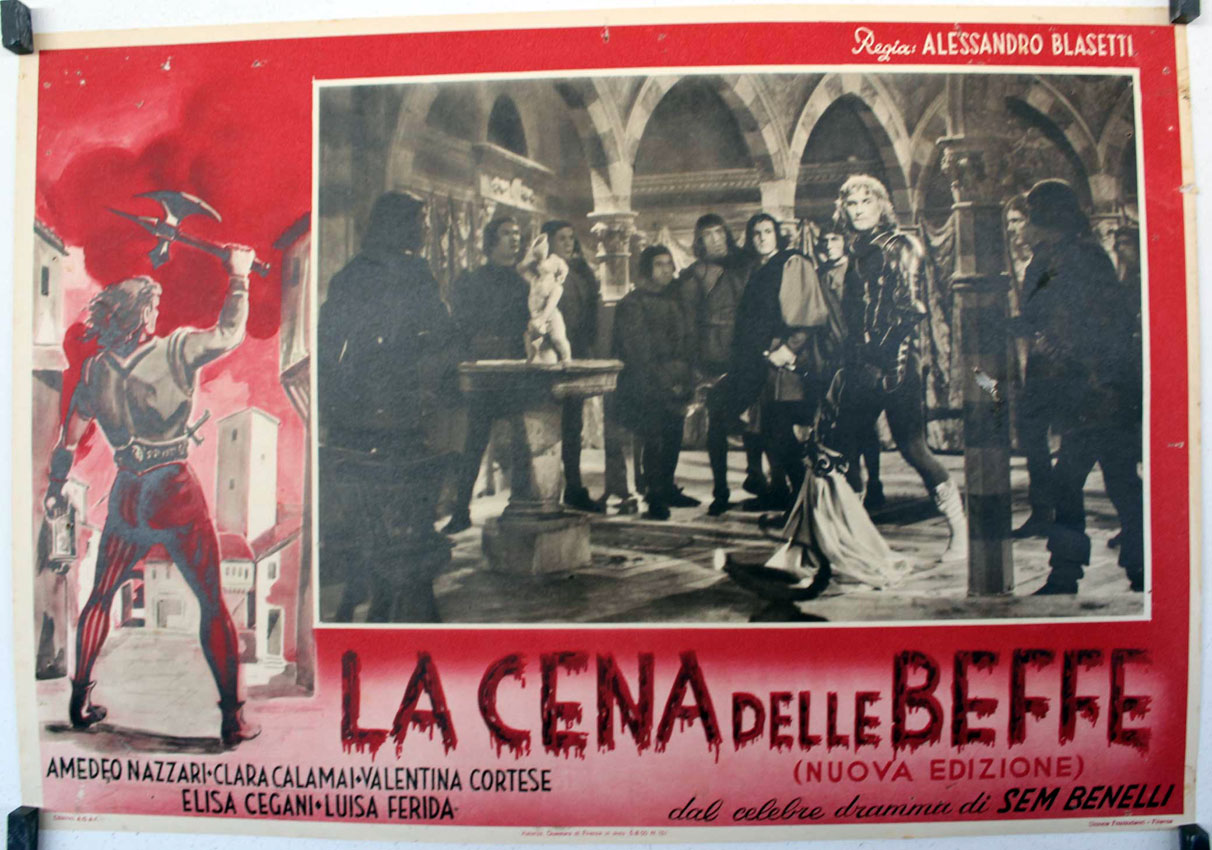 Regia: ALESSANDRO BLASETTI
LA CENA DELLE BEFFE
(NUOVA EDIZIONE)
AMEDEO NAZZARI·CLARA CALAMAI·VALENTINA CORTESE
ELISA CEGANI·LUISA FERIDA
dal celebre dramma di SEM BENELLI